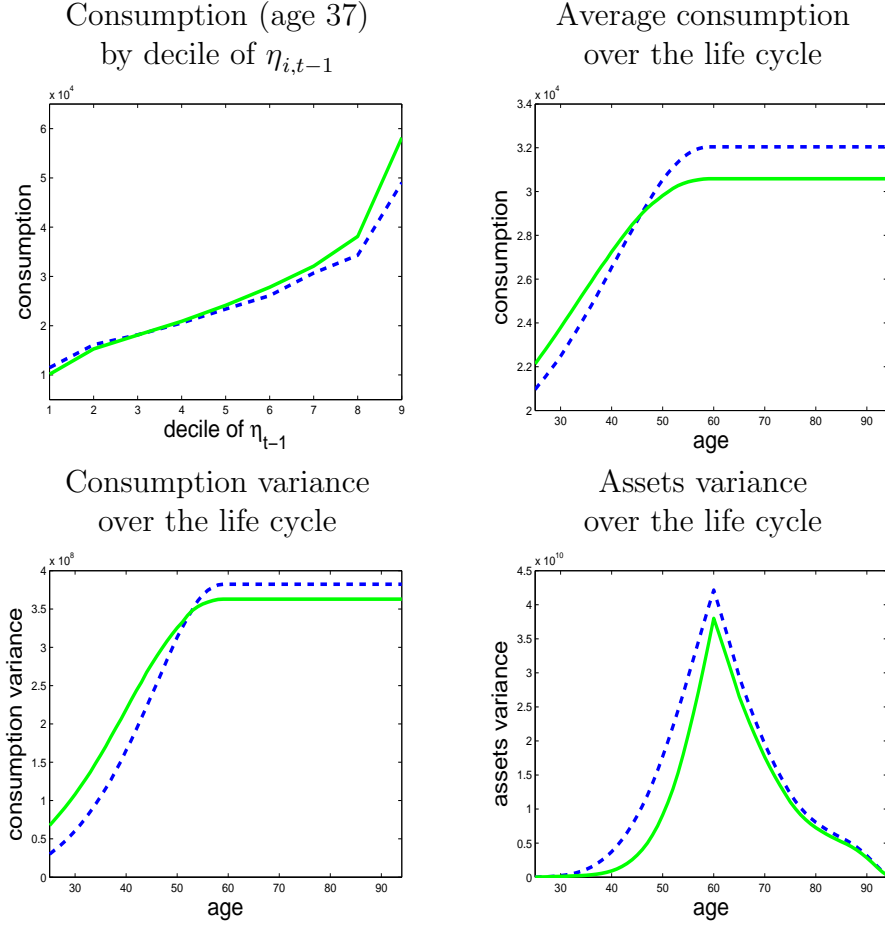 Consumption (age 37)
by decile of η_{i,t−1}
x 10^4
6
5
4
3
2
1
consumption
1 2 3 4 5 6 7 8 9
decile of η_{t−1}
Average consumption
over the life cycle
x 10^4
3.4
3.2
3
2.8
2.6
2.4
2.2
2
consumption
30 40 50 60 70 80 90
age
Consumption variance
over the life cycle
x 10^8
4
3.5
3
2.5
2
1.5
1
0.5
0
consumption variance
30 40 50 60 70 80 90
age
Assets variance
over the life cycle
x 10^10
4.5
4
3.5
3
2.5
2
1.5
1
0.5
0
assets variance
30 40 50 60 70 80 90
age